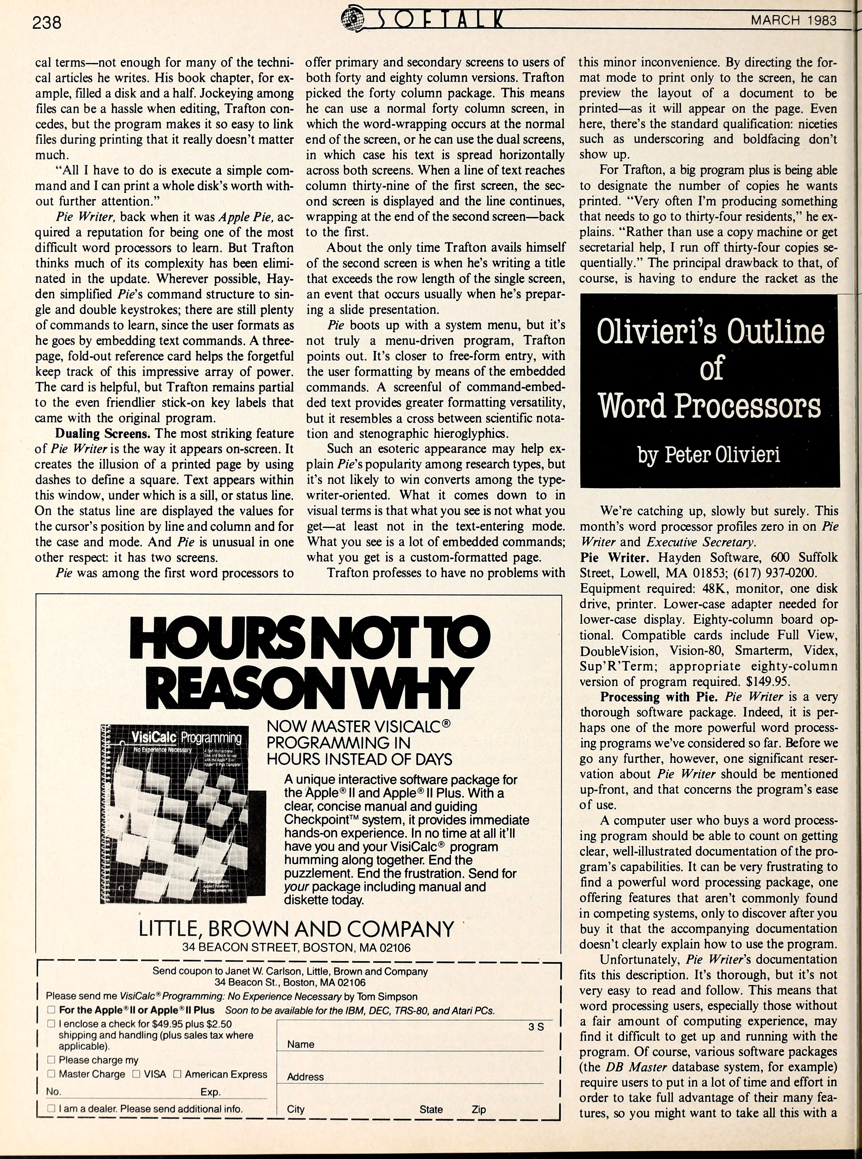 238
SOFTALK
MARCH 1983
cal terms—not enough for many of the techni-
cal articles he writes. His book chapter, for ex-
ample, filled a disk and a half. Jockeying among
files can be a hassle when editing, Trafton con-
cedes, but the program makes it so easy to link
files during printing that it really doesn't matter
much.
"All I have to do is execute a simple com-
mand and I can print a whole disk's worth with-
out further attention."
Pie Writer, back when it was Apple Pie, ac-
quired a reputation for being one of the most
difficult word processors to learn. But Trafton
thinks much of its complexity has been elimi-
nated in the update. Wherever possible, Hay-
den simplified Pie's command structure to sin-
gle and double keystrokes; there are still plenty
of commands to learn, since the user formats as
he goes by embedding text commands. A three-
page, fold-out reference card helps the forgetful
keep track of this impressive array of power.
The card is helpful, but Trafton remains partial
to the even friendlier stick-on key labels that
came with the original program.
Dualing Screens. The most striking feature
of Pie Writer is the way it appears on-screen. It
creates the illusion of a printed page by using
dashes to define a square. Text appears within
this window, under which is a sill, or status line.
On the status line are displayed the values for
the cursor's position by line and column and for
the case and mode. And Pie is unusual in one
other respect: it has two screens.
Pie was among the first word processors to
offer primary and secondary screens to users of
both forty and eighty column versions. Trafton
picked the forty column package. This means
he can use a normal forty column screen, in
which the word-wrapping occurs at the normal
end of the screen, or he can use the dual screens,
in which case his text is spread horizontally
across both screens. When a line of text reaches
column thirty-nine of the first screen, the sec-
ond screen is displayed and the line continues,
wrapping at the end of the second screen—back
to the first.
About the only time Trafton avails himself
of the second screen is when he's writing a title
that exceeds the row length of the single screen,
an event that occurs usually when he's prepar-
ing a slide presentation.
Pie boots up with a system menu, but it's
not truly a menu-driven program, Trafton
points out. It's closer to free-form entry, with
the user formatting by means of the embedded
commands. A screenful of command-embed-
ded text provides greater formatting versatility,
but it resembles a cross between scientific nota-
tion and stenographic hieroglyphics.
Such an esoteric appearance may help ex-
plain Pie's popularity among research types, but
it's not likely to win converts among the type-
writer-oriented. What it comes down to in
visual terms is that what you see is not what you
get—at least not in the text-entering mode.
What you see is a lot of embedded commands;
what you get is a custom-formatted page.
Trafton professes to have no problems with
this minor inconvenience. By directing the for-
mat mode to print only to the screen, he can
preview the layout of a document to be
printed—as it will appear on the page. Even
here, there's the standard qualification: niceties
such as underscoring and boldfacing don't
show up.
For Trafton, a big program plus is being able
to designate the number of copies he wants
printed. "Very often I'm producing something
that needs to go to thirty-four residents," he ex-
plains. "Rather than use a copy machine or get
secretarial help, I run off thirty-four copies se-
quentially." The principal drawback to that, of
course, is having to endure the racket as the
Olivieri's Outline
of
Word Processors
by Peter Olivieri
We're catching up, slowly but surely. This
month's word processor profiles zero in on Pie
Writer and Executive Secretary.
Pie Writer. Hayden Software, 600 Suffolk
Street, Lowell, MA 01853; (617) 937-0200.
Equipment required: 48K, monitor, one disk
drive, printer. Lower-case adapter needed for
lower-case display. Eighty-column board op-
tional. Compatible cards include Full View,
DoubleVision, Vision-80, Smarterm, Videx,
Sup'R'Term; appropriate eighty-column
version of program required. $149.95.
Processing with Pie. Pie Writer is a very
thorough software package. Indeed, it is per-
haps one of the more powerful word process-
ing programs we've considered so far. Before we
go any further, however, one significant reser-
vation about Pie Writer should be mentioned
up-front, and that concerns the program's ease
of use.
A computer user who buys a word process-
ing program should be able to count on getting
clear, well-illustrated documentation of the pro-
gram's capabilities. It can be very frustrating to
find a powerful word processing package, one
offering features that aren't commonly found
in competing systems, only to discover after you
buy it that the accompanying documentation
doesn't clearly explain how to use the program.
Unfortunately, Pie Writer's documentation
fits this description. It's thorough, but it's not
very easy to read and follow. This means that
word processing users, especially those without
a fair amount of computing experience, may
find it difficult to get up and running with the
program. Of course, various software packages
(the DB Master database system, for example)
require users to put in a lot of time and effort in
order to take full advantage of their many fea-
tures, so you might want to take all this with a
HOURS NOT TO
REASON WHY
VisiCalc Programming
No Experience Necessary
NOW MASTER VISICALC®
PROGRAMMING IN
HOURS INSTEAD OF DAYS
A unique interactive software package for
the Apple® II and Apple® II Plus. With a
clear, concise manual and guiding
Checkpoint™ system, it provides immediate
hands-on experience. In no time at all it'll
have you and your VisiCalc® program
humming along together. End the
puzzlement. End the frustration. Send for
your package including manual and
diskette today.
LITTLE, BROWN AND COMPANY
34 BEACON STREET, BOSTON, MA 02106
Send coupon to Janet W. Carlson, Little, Brown and Company
34 Beacon St., Boston, MA 02106
Please send me VisiCalc® Programming: No Experience Necessary by Tom Simpson
☐ For the Apple® II or Apple® II Plus Soon to be available for the IBM, DEC, TRS-80, and Atari PCs.
☐ I enclose a check for $49.95 plus $2.50
shipping and handling (plus sales tax where
applicable).
☐ Please charge my
☐ Master Charge ☐ VISA ☐ American Express
No. Exp.
☐ I am a dealer. Please send additional info.
3 S
Name
Address
City State Zip